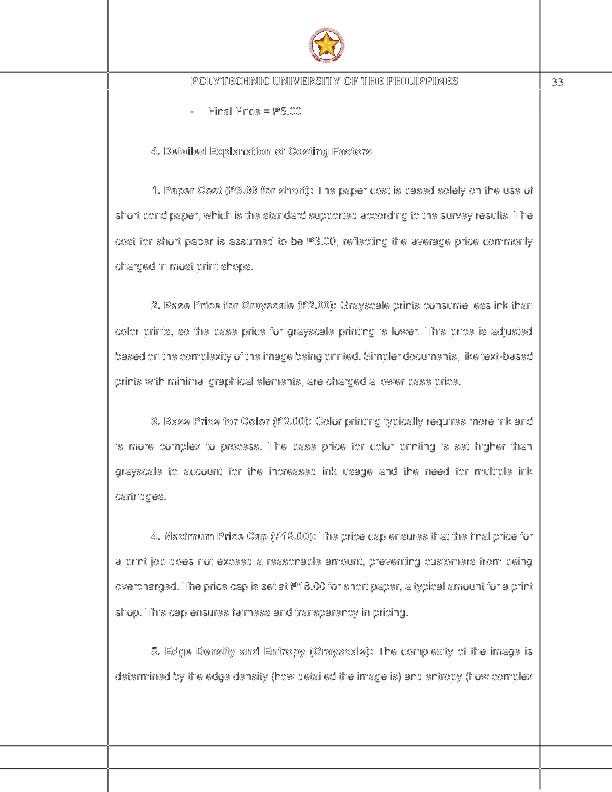 POLYTECHNIC UNIVERSITY OF THE PHILIPPINES
33
- Final Price = ₱5.00
4. Detailed Explanation of Costing Factors
1. Paper Cost (₱3.00 for short): The paper cost is based solely on the use of
short bond paper, which is the standard supported according to the survey results. The
cost for short paper is assumed to be ₱3.00, reflecting the average price commonly
charged in most print shops.
2. Base Price for Grayscale (₱2.00): Grayscale prints consume less ink than
color prints, so the base price for grayscale printing is lower. This price is adjusted
based on the complexity of the image being printed. Simpler documents, like text-based
prints with minimal graphical elements, are charged a lower base price.
3. Base Price for Color (₱3.00): Color printing typically requires more ink and
is more complex to process. The base price for color printing is set higher than
grayscale to account for the increased ink usage and the need for multiple ink
cartridges.
4. Maximum Price Cap (₱18.00): The price cap ensures that the final price for
a print job does not exceed a reasonable amount, preventing customers from being
overcharged. The price cap is set at ₱18.00 for short paper, a typical amount for a print
shop. This cap ensures fairness and transparency in pricing.
5. Edge Density and Entropy (Grayscale): The complexity of the image is
determined by the edge density (how detailed the image is) and entropy (how complex